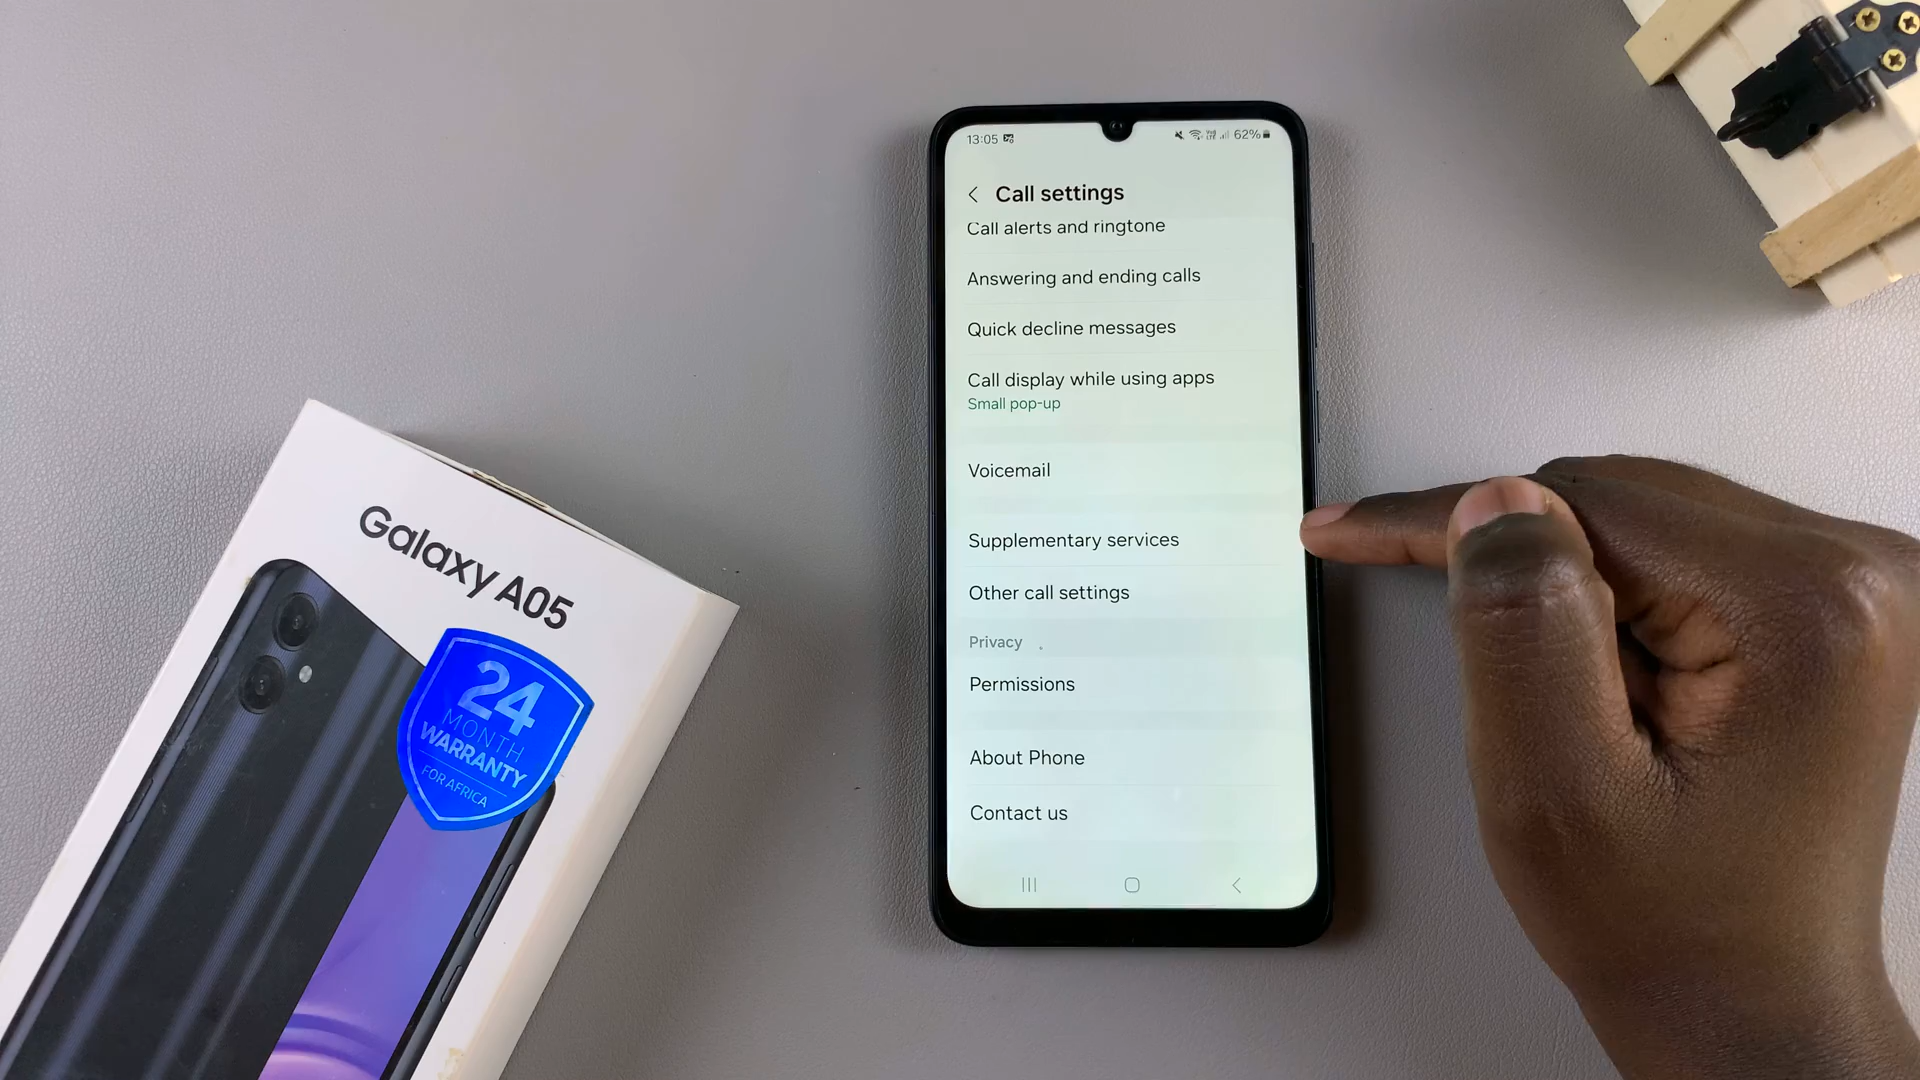 13:05
62%
Call settings
Call alerts and ringtone
Answering and ending calls
Quick decline messages
Call display while using apps
Small pop-up
Voicemail
Supplementary services
Other call settings
Privacy
Permissions
About Phone
Contact us
Galaxy A05
24
MONTH
WARRANTY
FOR AFRICA